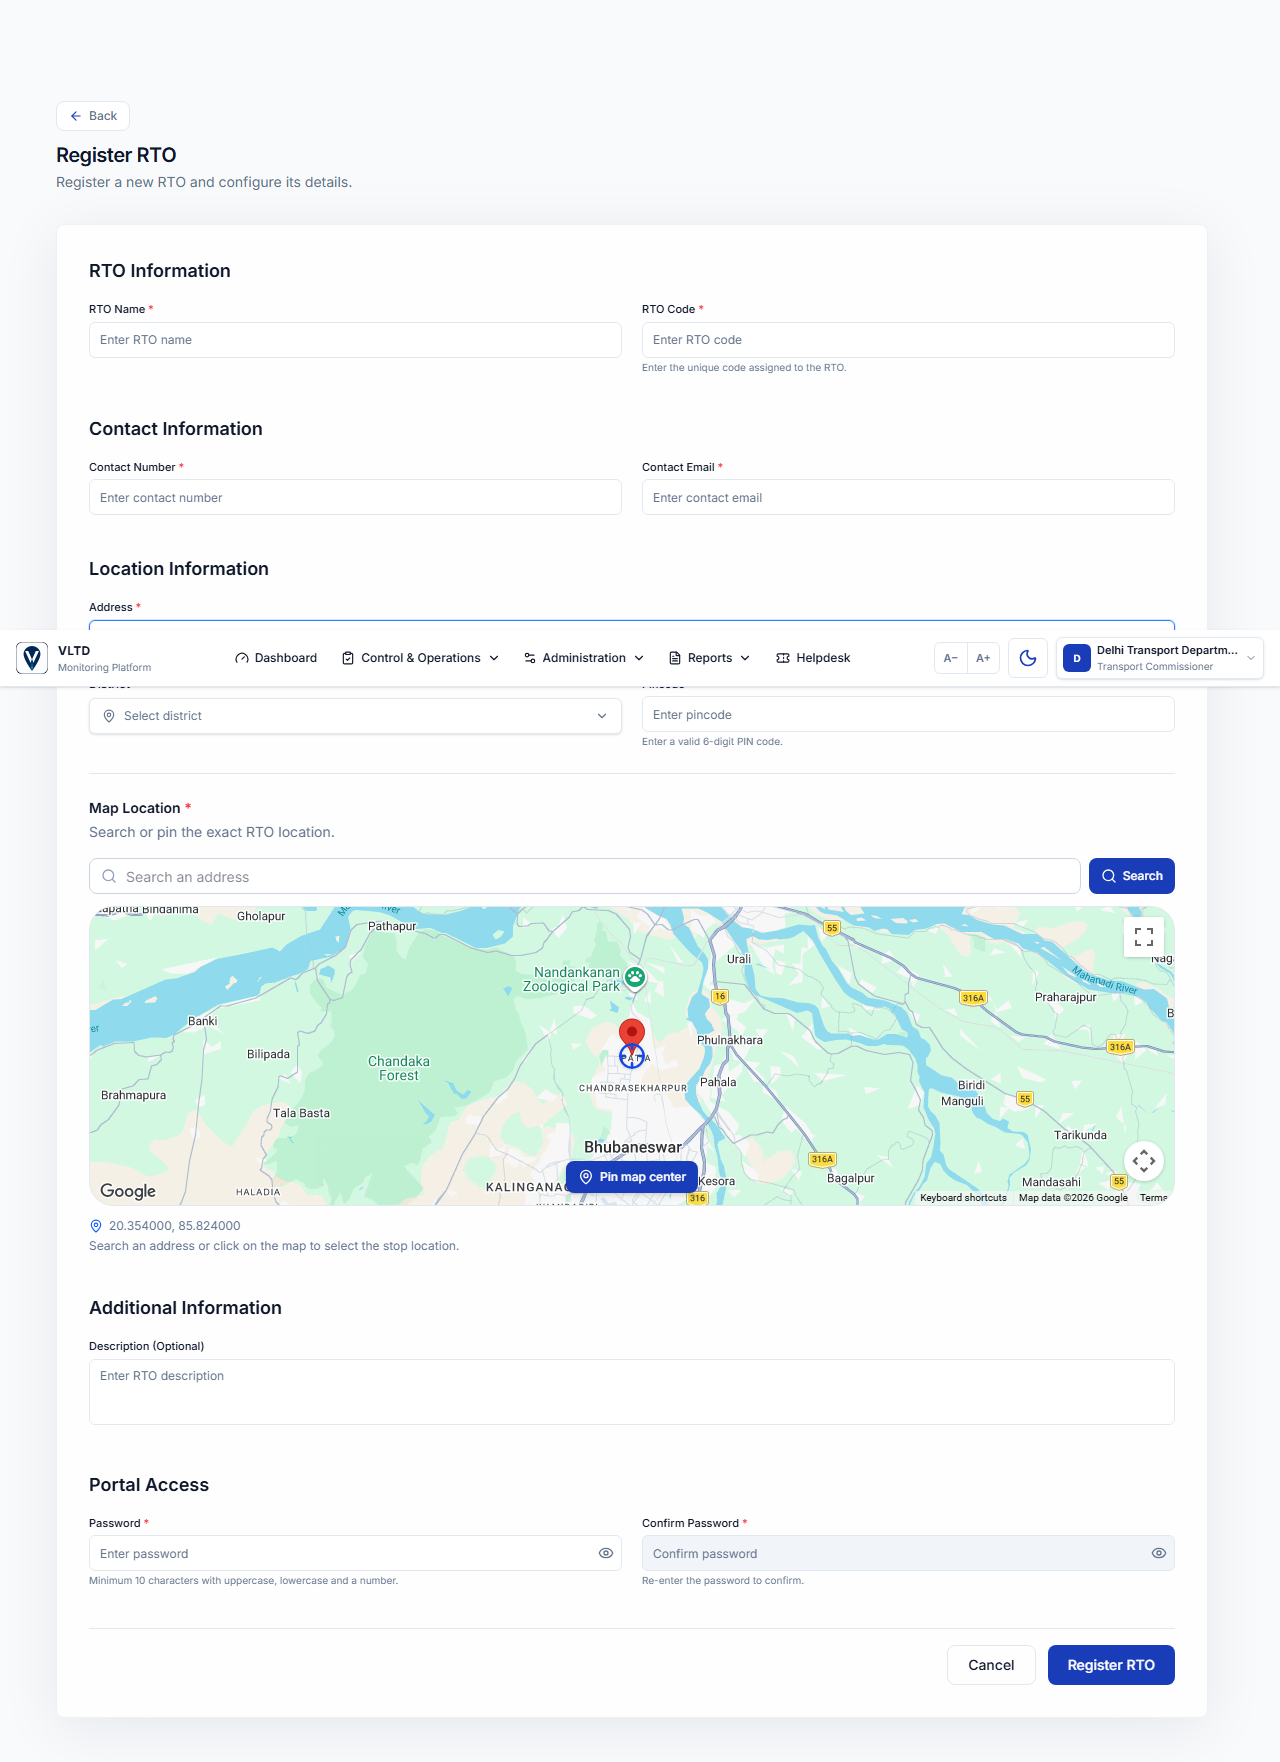 Back
Register RTO
Register a new RTO and configure its details.
RTO Information
RTO Name *
RTO Code *
Enter RTO name
Enter RTO code
Enter the unique code assigned to the RTO.
Contact Information
Contact Number *
Contact Email *
Enter contact number
Enter contact email
Location Information
Address *
VLTD
Monitoring Platform
Dashboard
Control & Operations
Administration
Reports
Helpdesk
A−
A+
D
Delhi Transport Departm...
Transport Commissioner
Select district
Enter pincode
Enter a valid 6-digit PIN code.
Map Location *
Search or pin the exact RTO location.
Search an address
Search
Gholapur
Pathapur
55
Urali
Nandankanan
Zoological Park
Mahanadi River
16
316A
Praharajpur
Banki
Phulnakhara
316A
Bilipada
Chandaka
Forest
CHANDRASEKHARPUR
Pahala
Biridi
Brahmapura
Manguli
55
Tala Basta
Tarikunda
Bhubaneswar
316A
Pin map center
Kesora
Bagalpur
Mandasahi
55
Google
HALADIA
316
Keyboard shortcuts
Map data ©2026 Google
Terms
20.354000, 85.824000
Search an address or click on the map to select the stop location.
Additional Information
Description (Optional)
Enter RTO description
Portal Access
Password *
Confirm Password *
Enter password
Confirm password
Minimum 10 characters with uppercase, lowercase and a number.
Re-enter the password to confirm.
Cancel
Register RTO